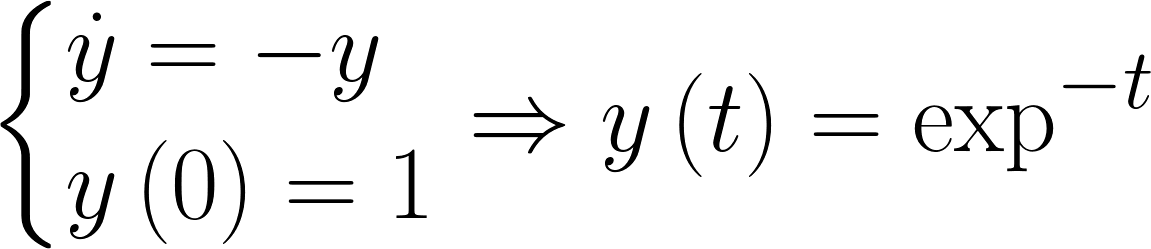 {ẏ = −y
y (0) = 1
⇒ y (t) = exp⁻ᵗ